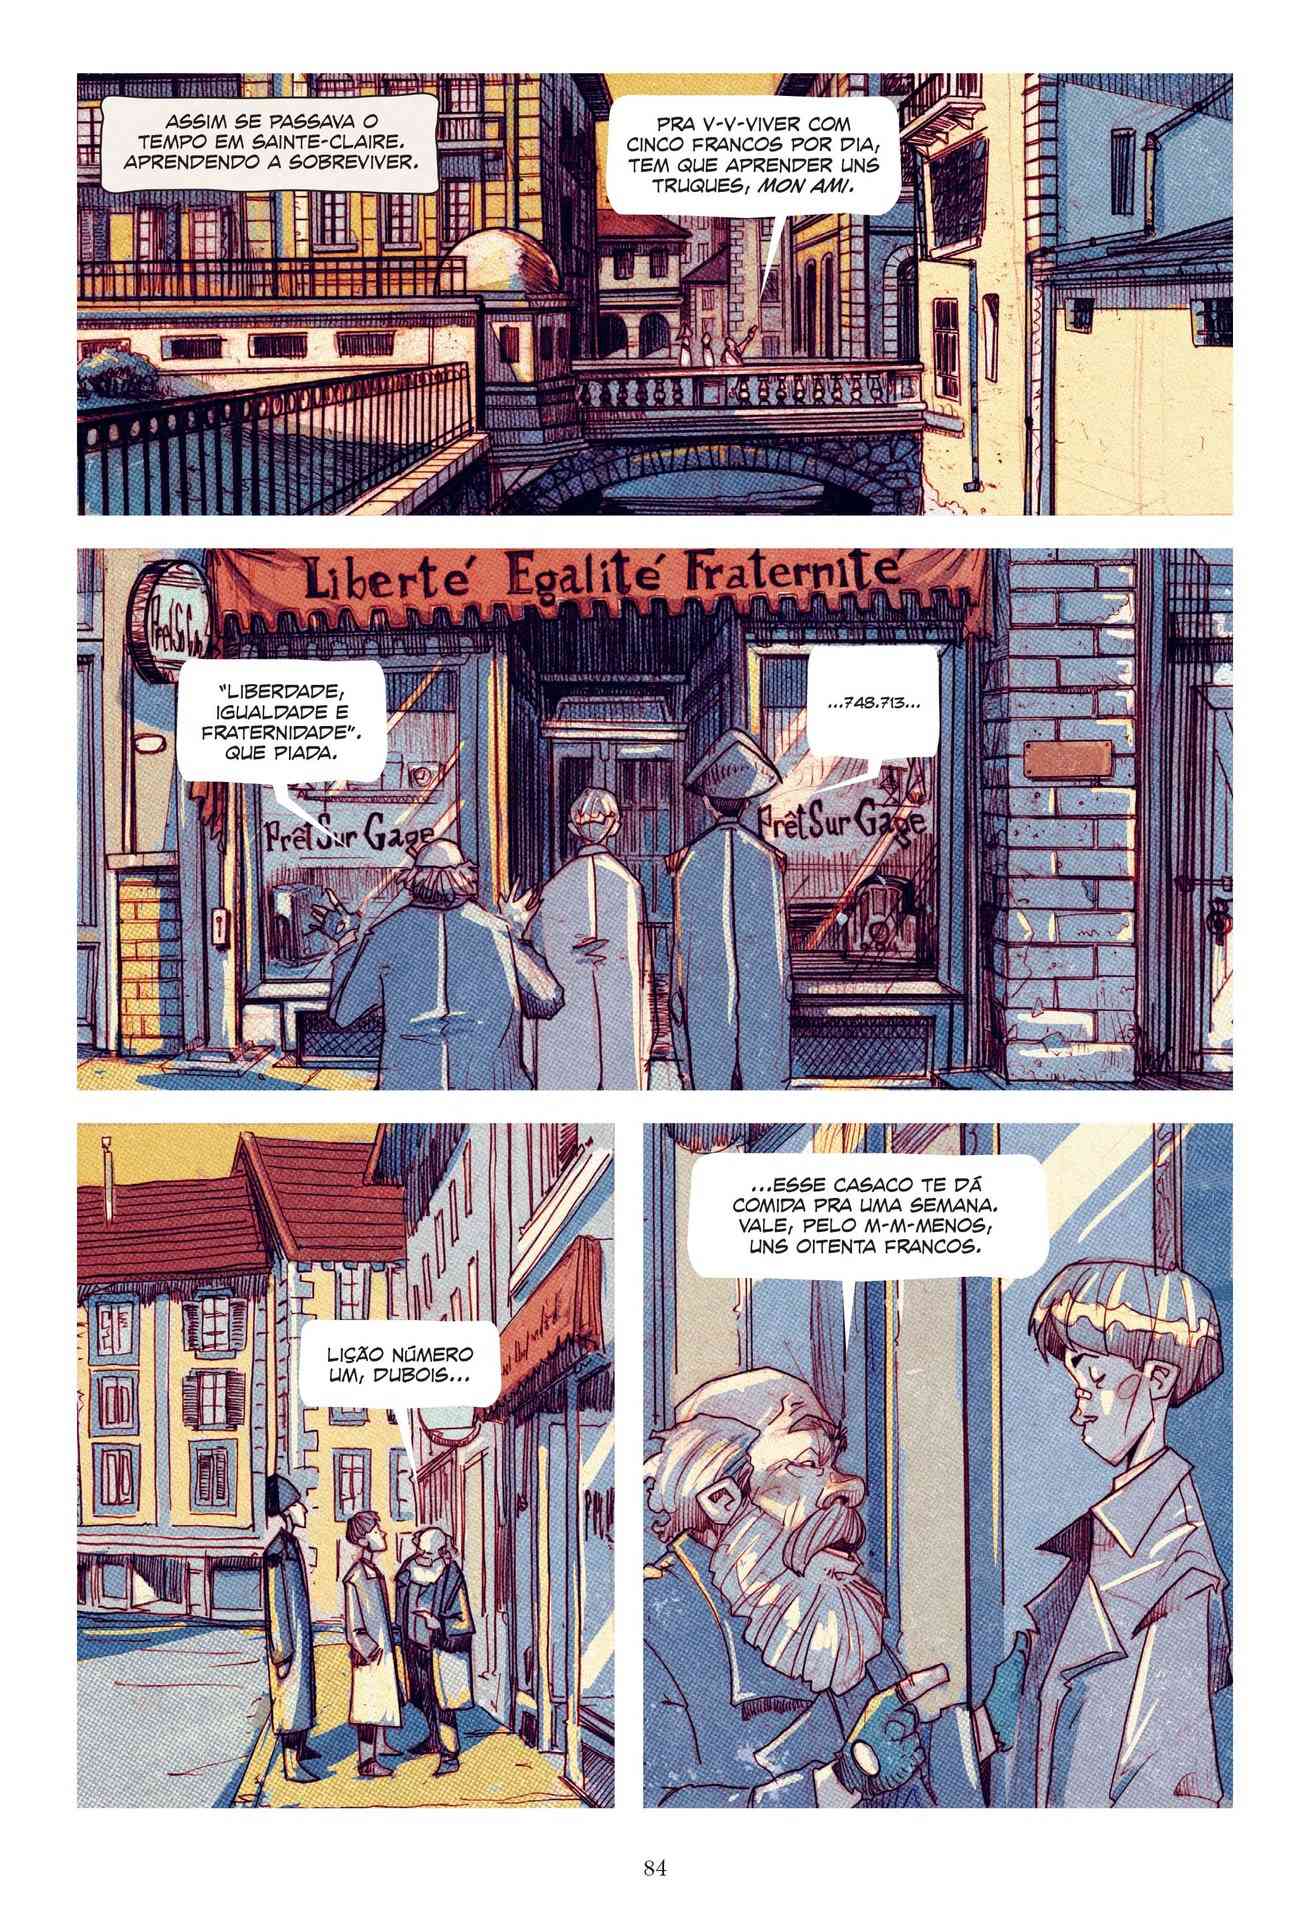 ASSIM SE PASSAVA O
TEMPO EM SAINTE-CLAIRE.
APRENDENDO A SOBREVIVER.
PRA V-V-VIVER COM
CINCO FRANCOS POR DIA,
TEM QUE APRENDER UNS
TRUQUES, MON AMI.
Liberté Egalité Fraternité
"LIBERDADE,
IGUALDADE E
FRATERNIDADE".
QUE PIADA.
...748.713...
Prêt Sur Gage
Prêt Sur Gage
LIÇÃO NÚMERO
UM, DUBOIS...
...ESSE CASACO TE DÁ
COMIDA PRA UMA SEMANA.
VALE, PELO M-M-MENOS,
UNS OITENTA FRANCOS.
84